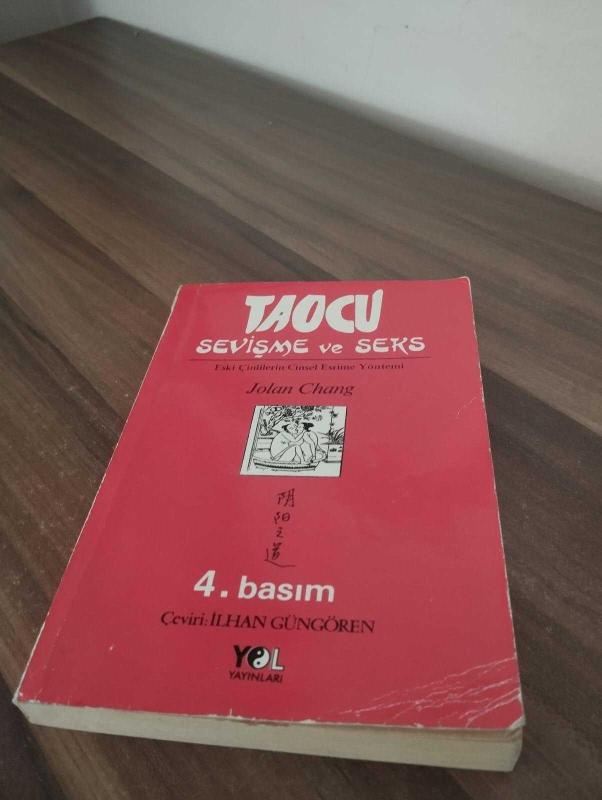 TAOCU
SEVİŞME ve SEKS
Eski Çinlilerin Cinsel Esrime Yöntemi
Jolan Chang
阴
阳
之
道
4. basım
Çeviri: İLHAN GÜNGÖREN
YOL
YAYINLARI